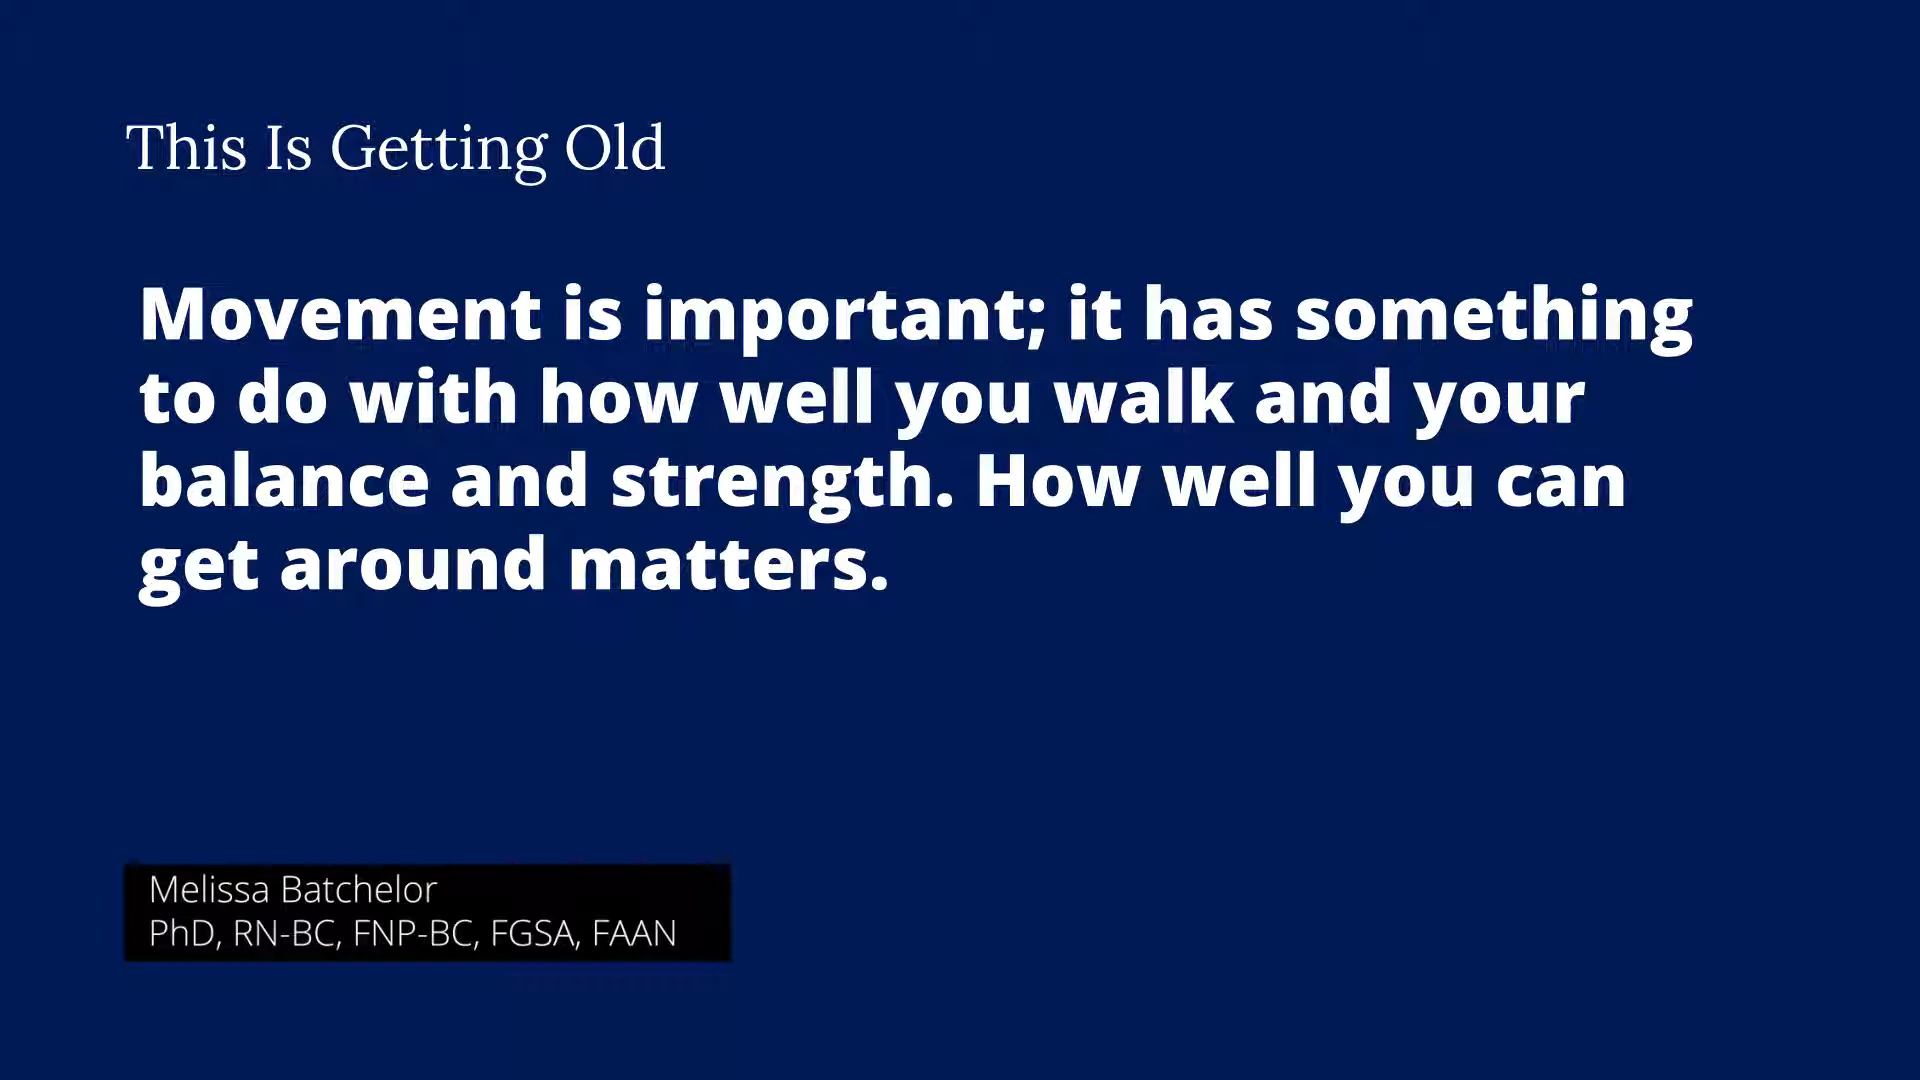 This Is Getting Old
Movement is important; it has something
to do with how well you walk and your
balance and strength. How well you can
get around matters.
Melissa Batchelor
PhD, RN-BC, FNP-BC, FGSA, FAAN